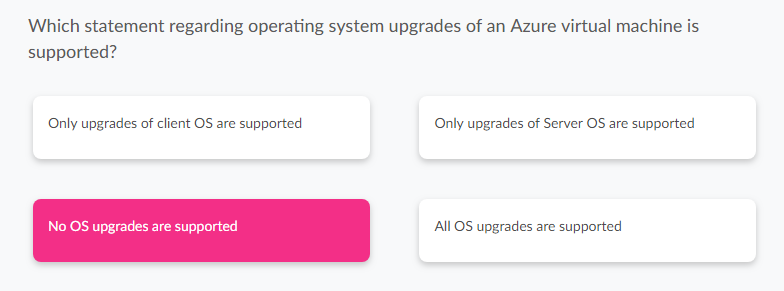 Which statement regarding operating system upgrades of an Azure virtual machine is
supported?
Only upgrades of client OS are supported
Only upgrades of Server OS are supported
No OS upgrades are supported
All OS upgrades are supported